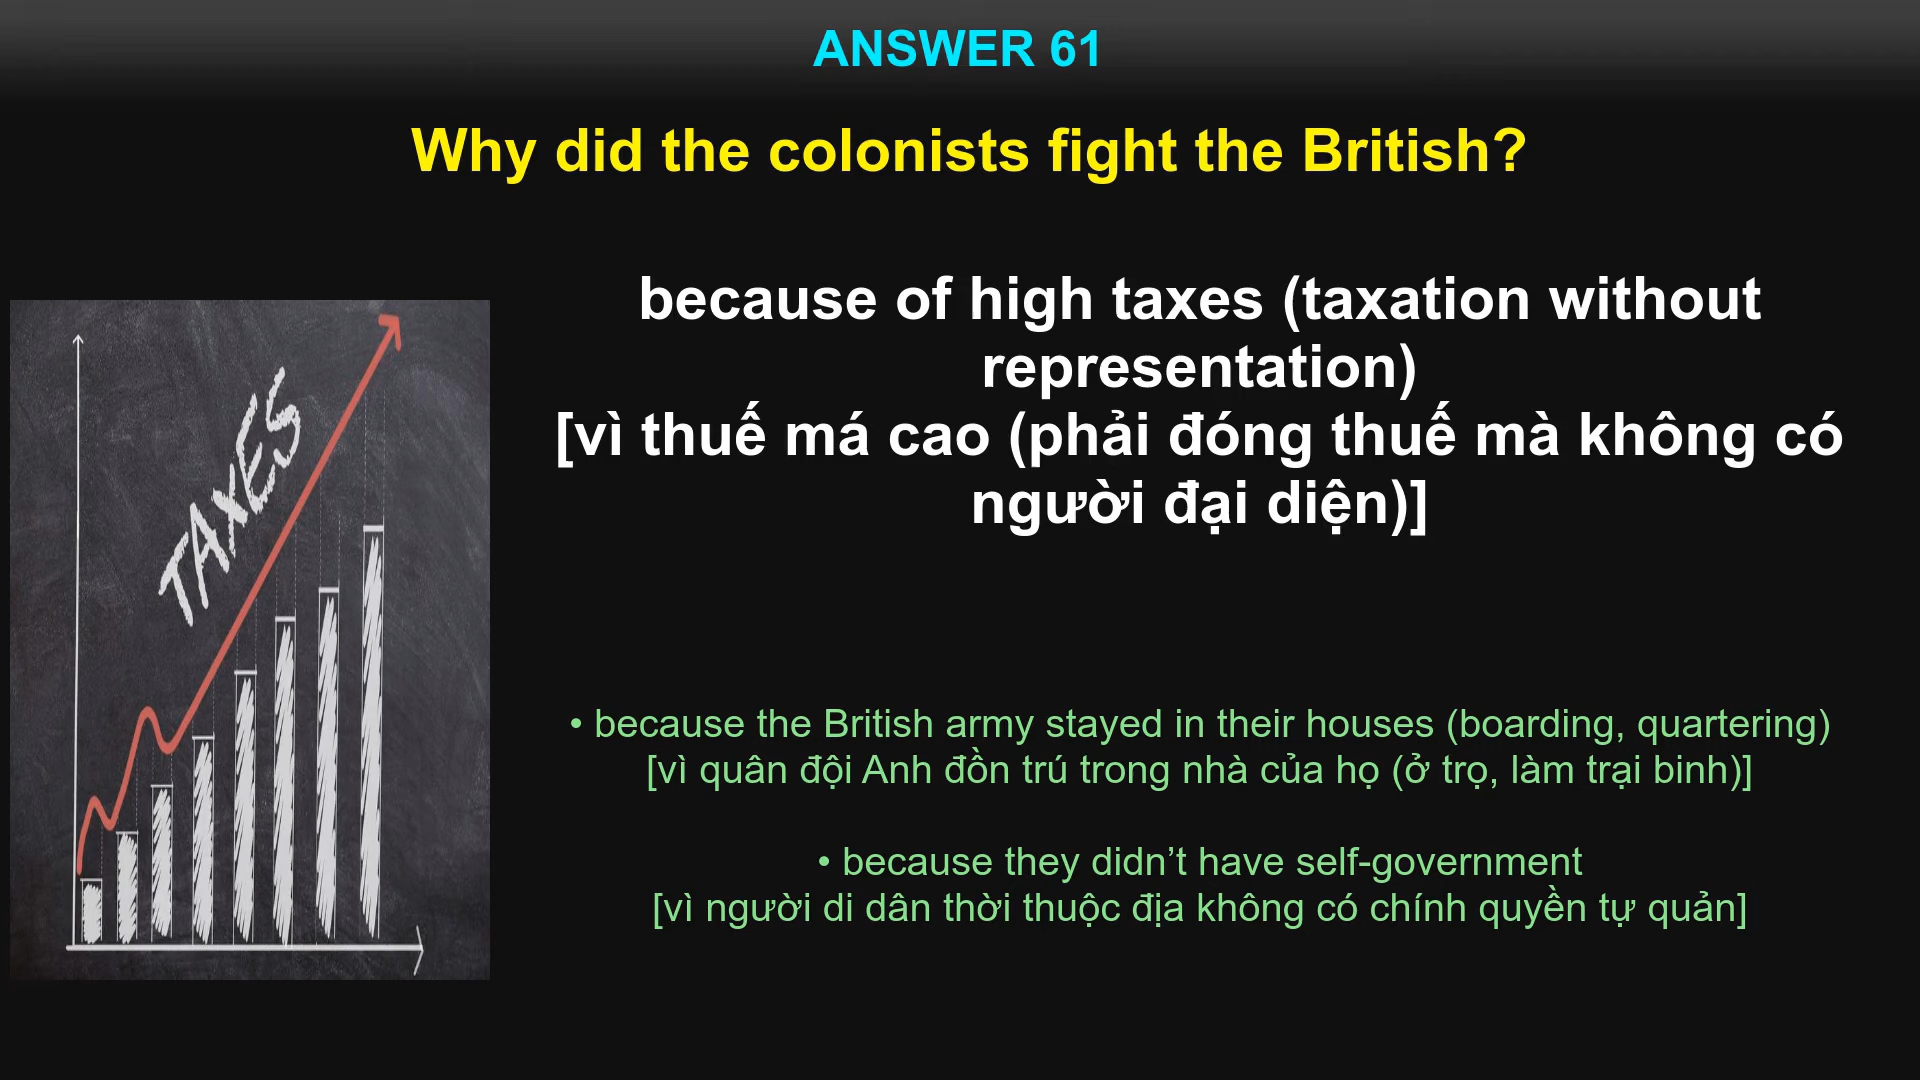 ANSWER 61
Why did the colonists fight the British?
because of high taxes (taxation without
representation)
[vì thuế má cao (phải đóng thuế mà không có
người đại diện)]
TAXES
• because the British army stayed in their houses (boarding, quartering)
[vì quân đội Anh đồn trú trong nhà của họ (ở trọ, làm trại binh)]
• because they didn’t have self-government
[vì người di dân thời thuộc địa không có chính quyền tự quản]